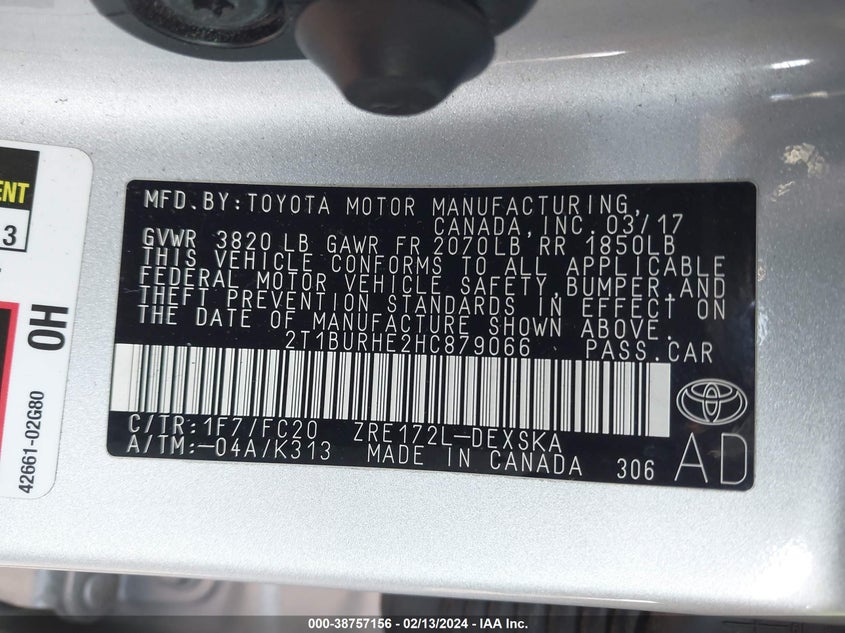 MFD. BY: TOYOTA MOTOR MANUFACTURING,
CANADA, INC. 03/17
GVWR 3820 LB GAWR FR 2070LB RR 1850LB
THIS VEHICLE CONFORMS TO ALL APPLICABLE
FEDERAL MOTOR VEHICLE SAFETY, BUMPER, AND
THEFT PREVENTION STANDARDS IN EFFECT ON
THE DATE OF MANUFACTURE SHOWN ABOVE.
2T1BURHE2HC879066 PASS.CAR
C/TR: 1F7/FC20 ZRE172L-DEXSKA
A/TM: -04A/K313 MADE IN CANADA 306
AD
OH
42661-02G80
000-38757156 - 02/13/2024 - IAA Inc.